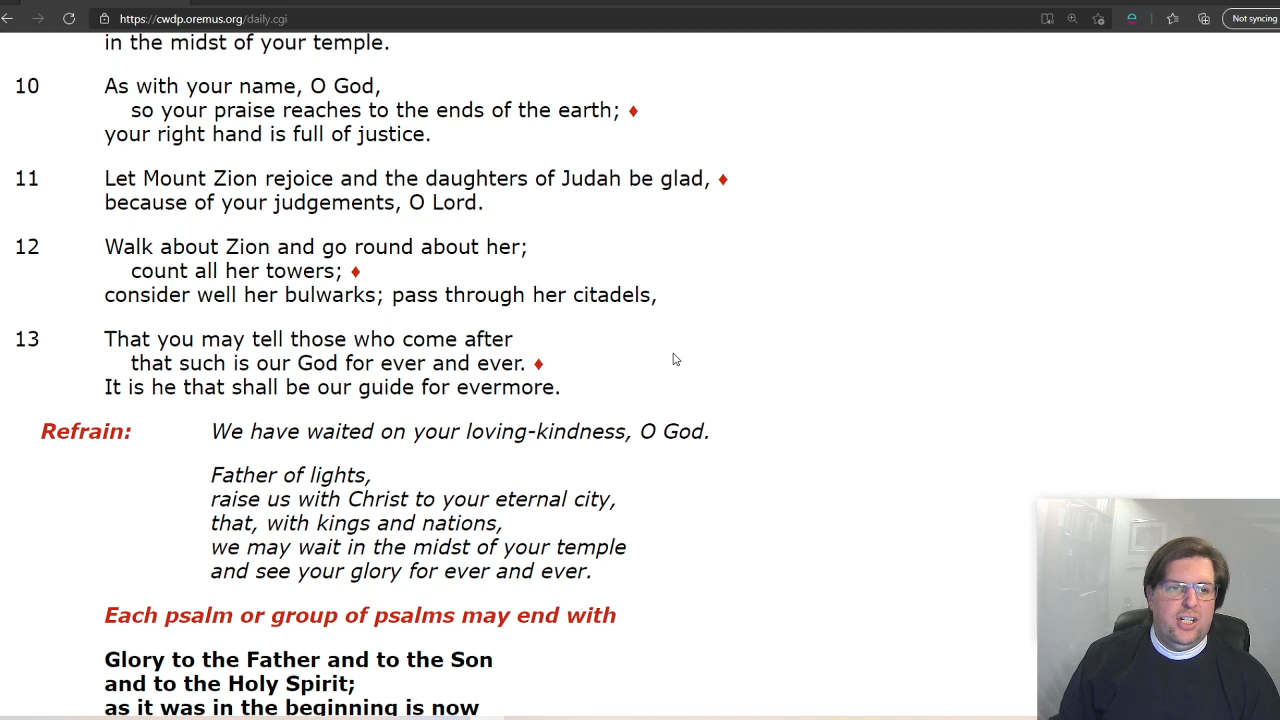 https://cwdp.oremus.org/daily.cgi
Not syncing
in the midst of your temple.
10 As with your name, O God,
so your praise reaches to the ends of the earth; ♦
your right hand is full of justice.
11 Let Mount Zion rejoice and the daughters of Judah be glad, ♦
because of your judgements, O Lord.
12 Walk about Zion and go round about her;
count all her towers; ♦
consider well her bulwarks; pass through her citadels,
13 That you may tell those who come after
that such is our God for ever and ever. ♦
It is he that shall be our guide for evermore.
Refrain: We have waited on your loving-kindness, O God.
Father of lights,
raise us with Christ to your eternal city,
that, with kings and nations,
we may wait in the midst of your temple
and see your glory for ever and ever.
Each psalm or group of psalms may end with
Glory to the Father and to the Son
and to the Holy Spirit;
as it was in the beginning is now